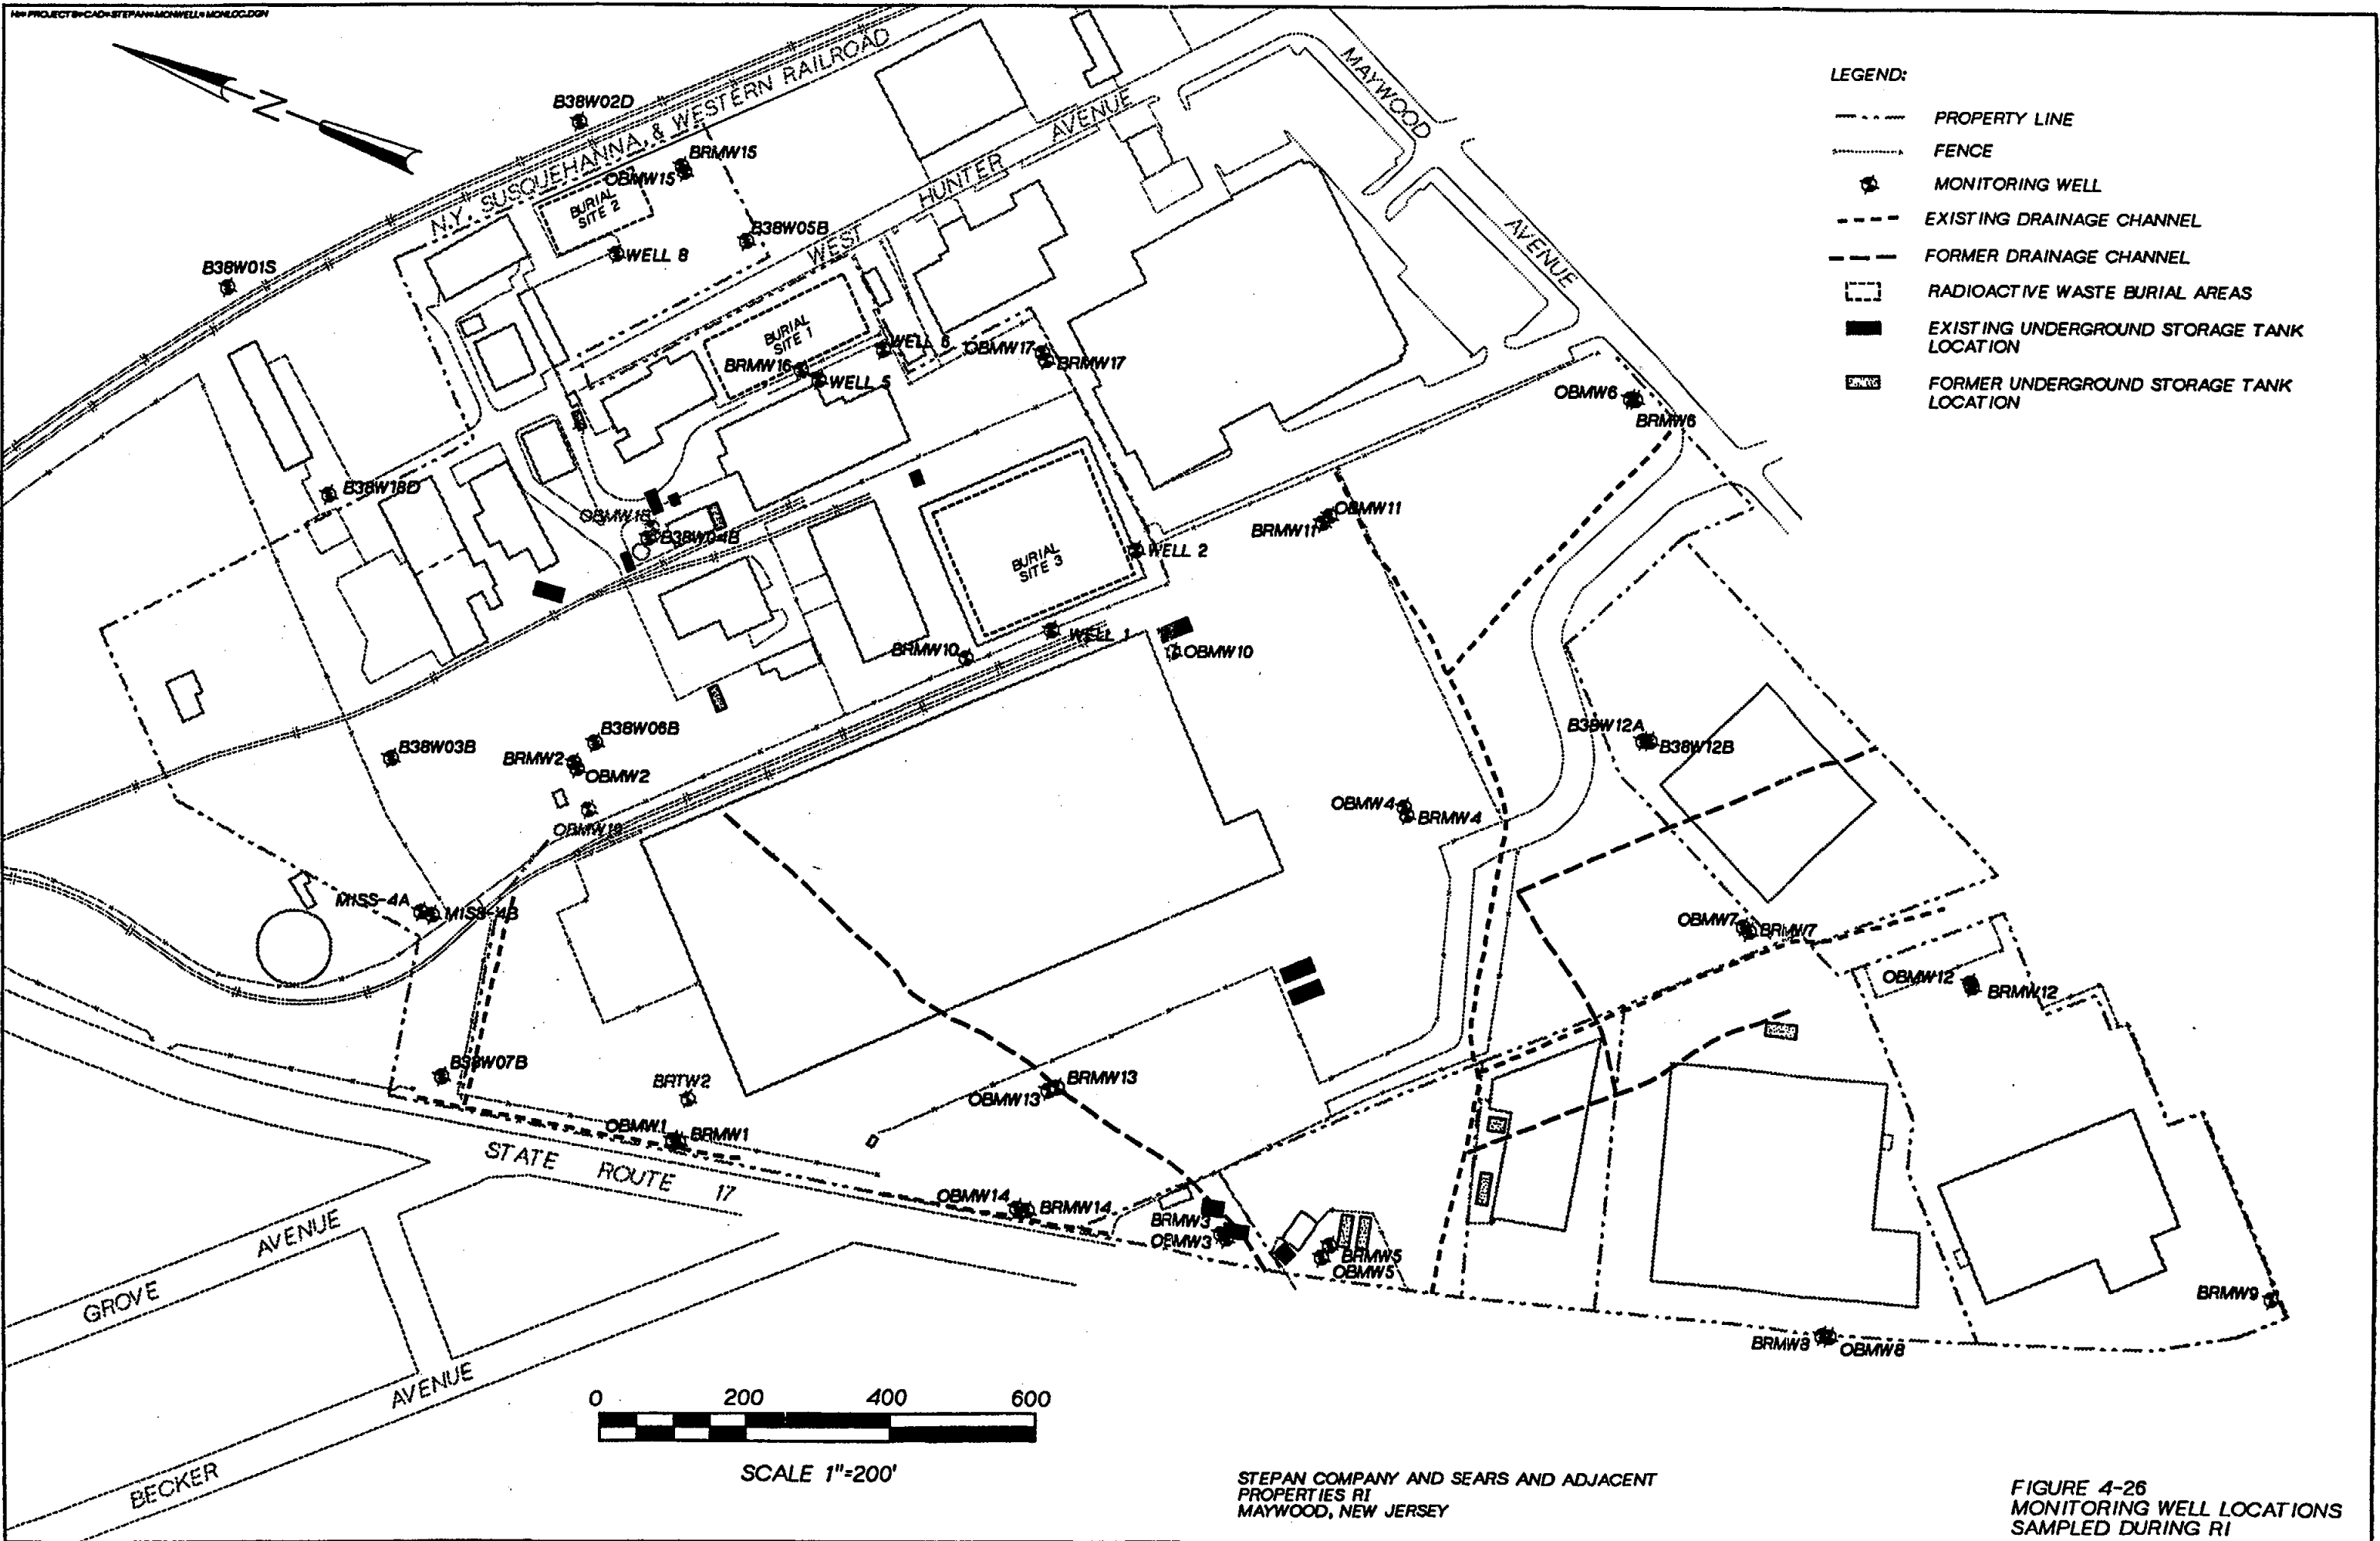 H:\PROJECTS\CAD\STEPAN\MONWELL\MONLOC.DGN
N
N.Y. SUSQUEHANNA, & WESTERN RAILROAD
WEST HUNTER AVENUE
MAYWOOD AVENUE
B38W02D
BRMW15
OBMW15
BURIAL
SITE 2
B38W05B
WELL 8
B38W01S
BURIAL
SITE 1
WELL 6
BRMW16
WELL 5
OBMW17
BRMW17
OBMW6
BRMW6
B38W18D
OBMW18
B38W04B
BRMW11
OBMW11
BURIAL
SITE 3
WELL 2
WELL 1
BRMW10
OBMW10
B38W03B
B38W06B
BRMW2
OBMW2
OBMW19
B38W12A
B38W12B
OBMW4
BRMW4
MISS-4A
MISS-4B
OBMW7
BRMW7
OBMW12
BRMW12
B38W07B
BRTW2
OBMW1
BRMW1
OBMW13
BRMW13
OBMW14
BRMW14
BRMW3
OBMW3
BRMW5
OBMW5
BRMW8
OBMW8
BRMW9
STATE ROUTE 17
GROVE AVENUE
BECKER AVENUE
LEGEND:
PROPERTY LINE
FENCE
MONITORING WELL
EXISTING DRAINAGE CHANNEL
FORMER DRAINAGE CHANNEL
RADIOACTIVE WASTE BURIAL AREAS
EXISTING UNDERGROUND STORAGE TANK
LOCATION
FORMER UNDERGROUND STORAGE TANK
LOCATION
0 200 400 600
SCALE 1"=200'
STEPAN COMPANY AND SEARS AND ADJACENT
PROPERTIES RI
MAYWOOD, NEW JERSEY
FIGURE 4-26
MONITORING WELL LOCATIONS
SAMPLED DURING RI